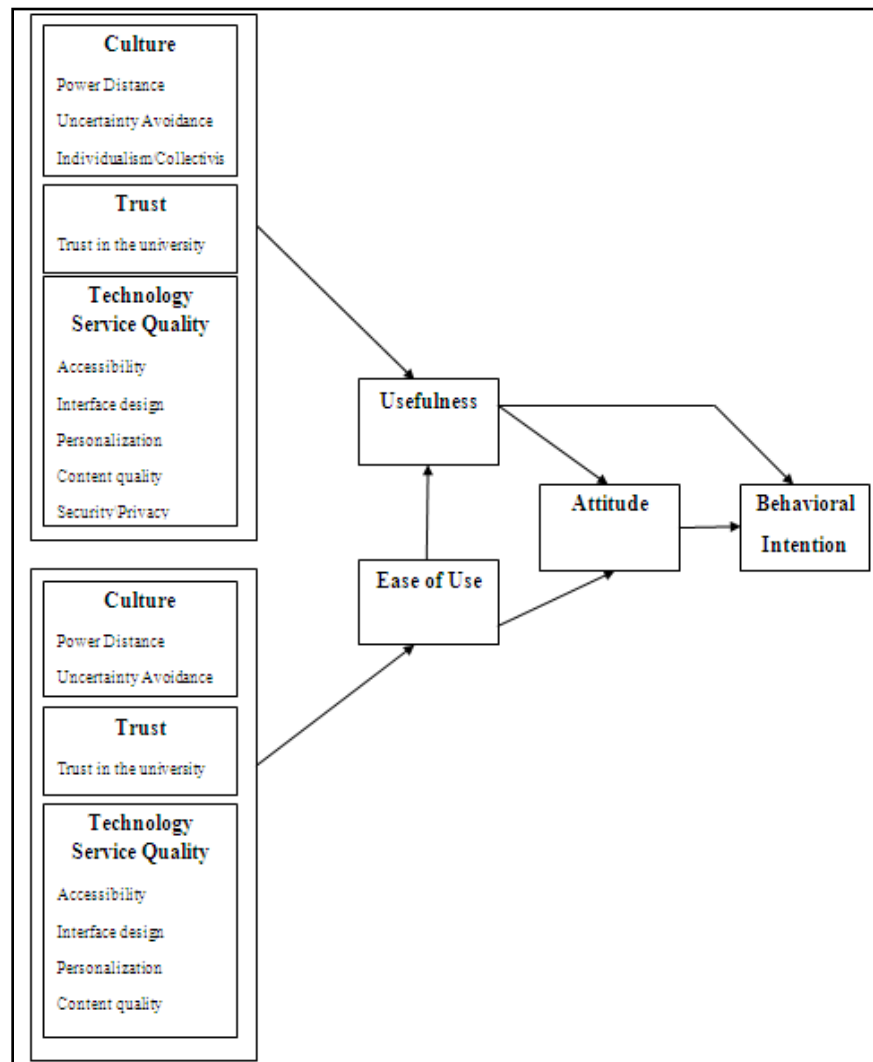 Culture
Power Distance
Uncertainty Avoidance
Individualism/Collectivis
Trust
Trust in the university
Technology
Service Quality
Accessibility
Interface design
Personalization
Content quality
Security/Privacy
Usefulness
Attitude
Behavioral
Intention
Ease of Use
Culture
Power Distance
Uncertainty Avoidance
Trust
Trust in the university
Technology
Service Quality
Accessibility
Interface design
Personalization
Content quality